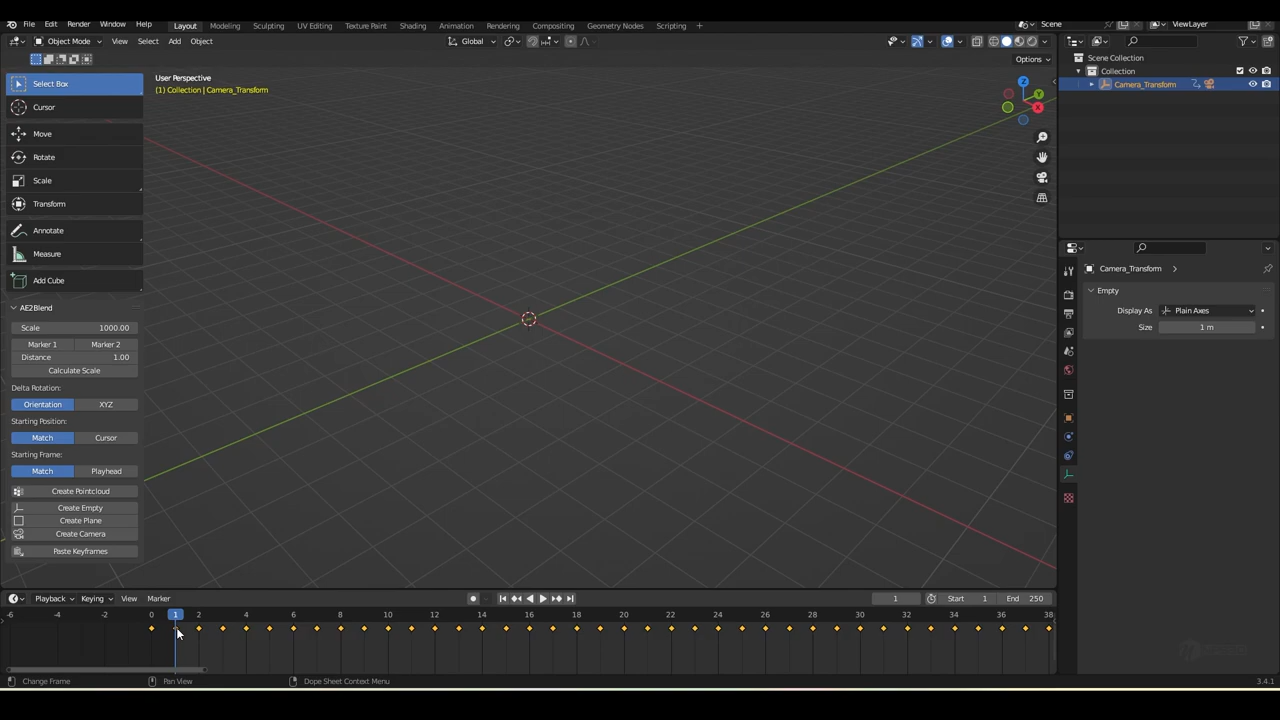 File Edit Render Window Help Layout Modeling Sculpting UV Editing Texture Paint Shading Animation Rendering Compositing Geometry Nodes Scripting + Scene ViewLayer
Object Mode View Select Add Object Global
Options
Select Box
Cursor
Move
Rotate
Scale
Transform
Annotate
Measure
Add Cube
AE2Blend
Scale 1000.00
Marker 1 Marker 2
Distance 1.00
Calculate Scale
Delta Rotation:
Orientation XYZ
Starting Position:
Match Cursor
Starting Frame:
Match Playhead
Create Pointcloud
Create Empty
Create Plane
Create Camera
Paste Keyframes
User Perspective
(1) Collection | Camera_Transform
Z
Y
X
Scene Collection
Collection
Camera_Transform
Camera_Transform
Empty
Display As Plain Axes
Size 1 m
Playback Keying View Marker 1 Start 1 End 250
-6 -4 -2 0 1 2 4 6 8 10 12 14 16 18 20 22 24 26 28 30 32 34 36 38
Change Frame Pan View Dope Sheet Context Menu 3.4.1